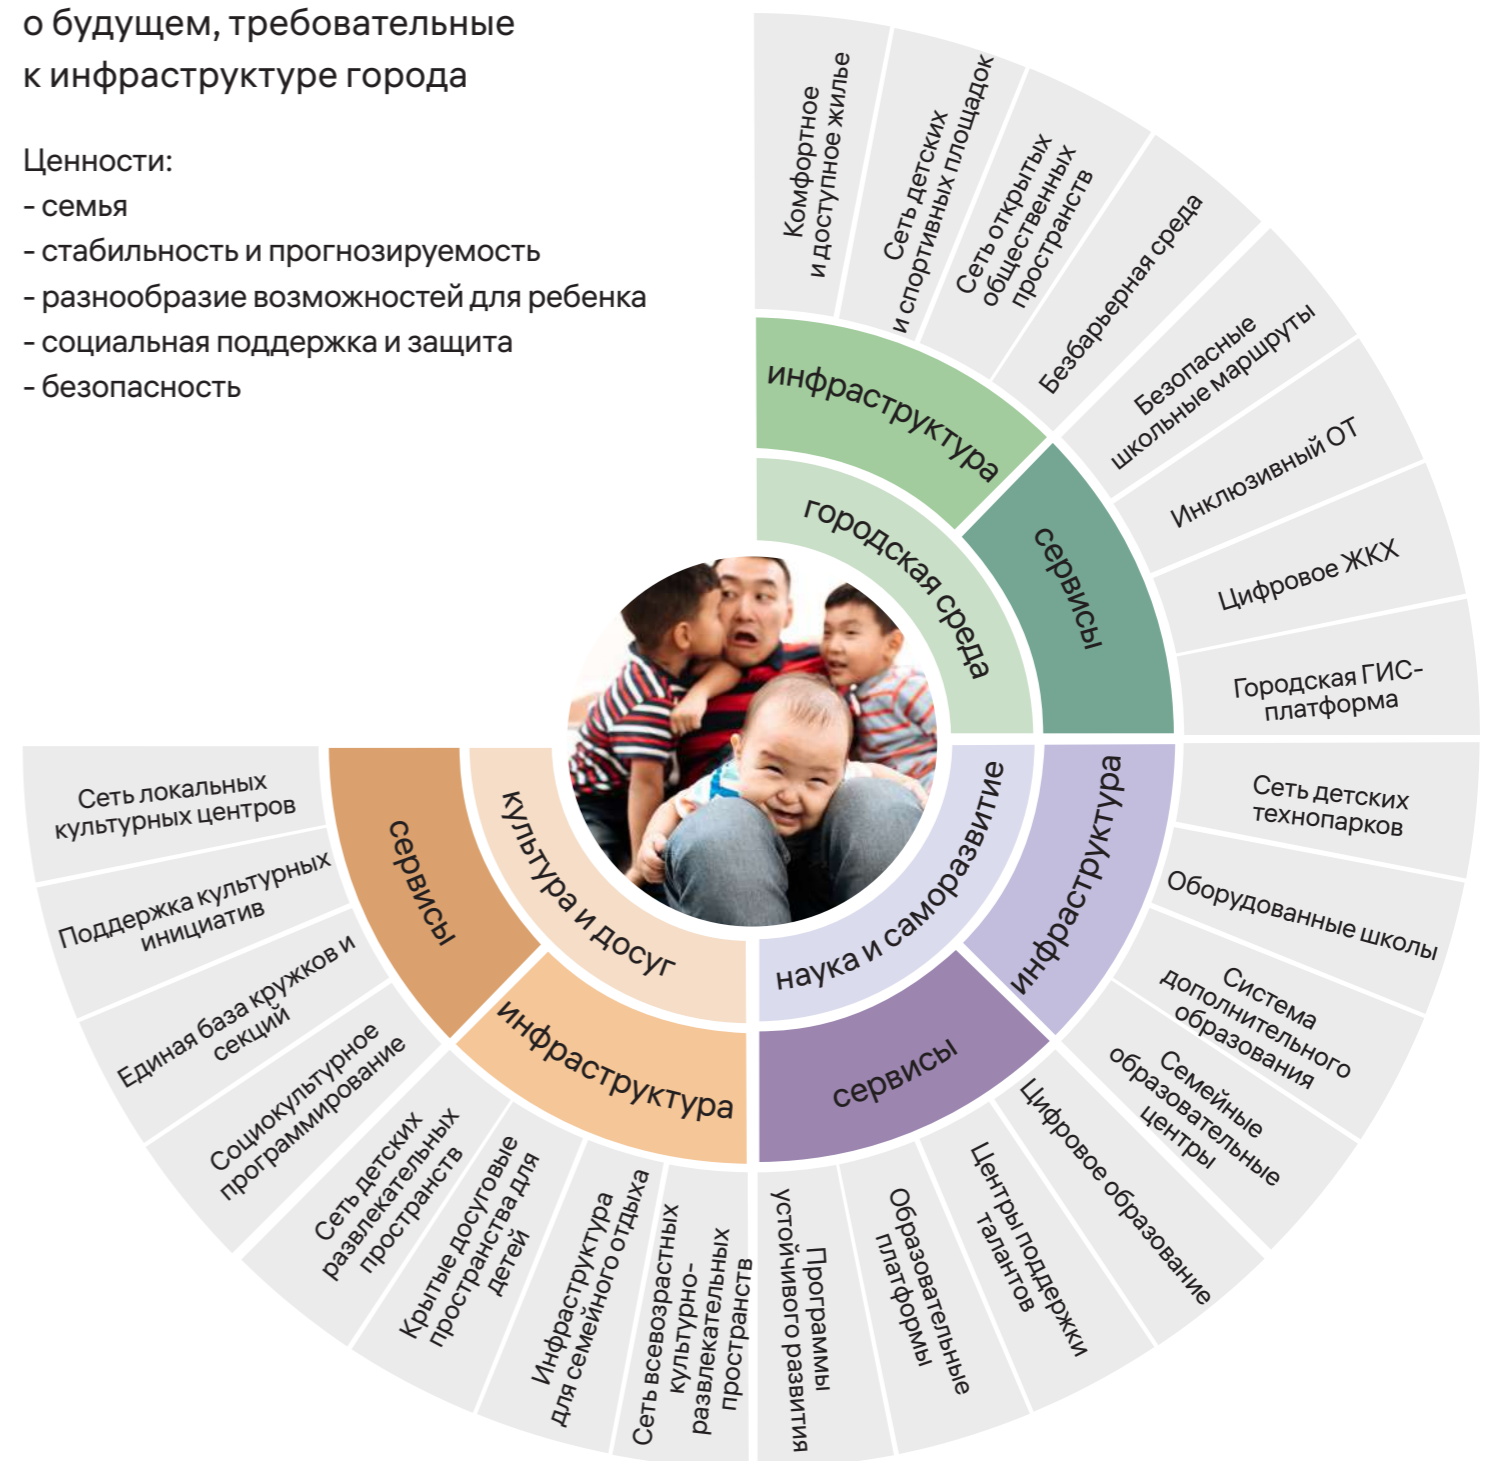 о будущем, требовательные
к инфраструктуре города
Ценности:
- семья
- стабильность и прогнозируемость
- разнообразие возможностей для ребенка
- социальная поддержка и защита
- безопасность
городская среда
инфраструктура
Комфортное
и доступное жилье
Сеть детских
и спортивных площадок
Сеть открытых
общественных
пространств
Безбарьерная среда
сервисы
Безопасные
школьные маршруты
Инклюзивный ОТ
Цифровое ЖКХ
Городская ГИС-
платформа
наука и саморазвитие
инфраструктура
Сеть детских
технопарков
Оборудованные школы
Система
дополнительного
образования
Семейные
образовательные
центры
сервисы
Цифровое образование
Центры поддержки
талантов
Образовательные
платформы
Программы
устойчивого развития
культура и досуг
инфраструктура
Сеть всевозрастных
культурно-
развлекательных
пространств
Инфраструктура
для семейного отдыха
Крытые досуговые
пространства для
детей
Сеть детских
развлекательных
пространств
сервисы
Социокультурное
программирование
Единая база кружков и
секций
Поддержка культурных
инициатив
Сеть локальных
культурных центров